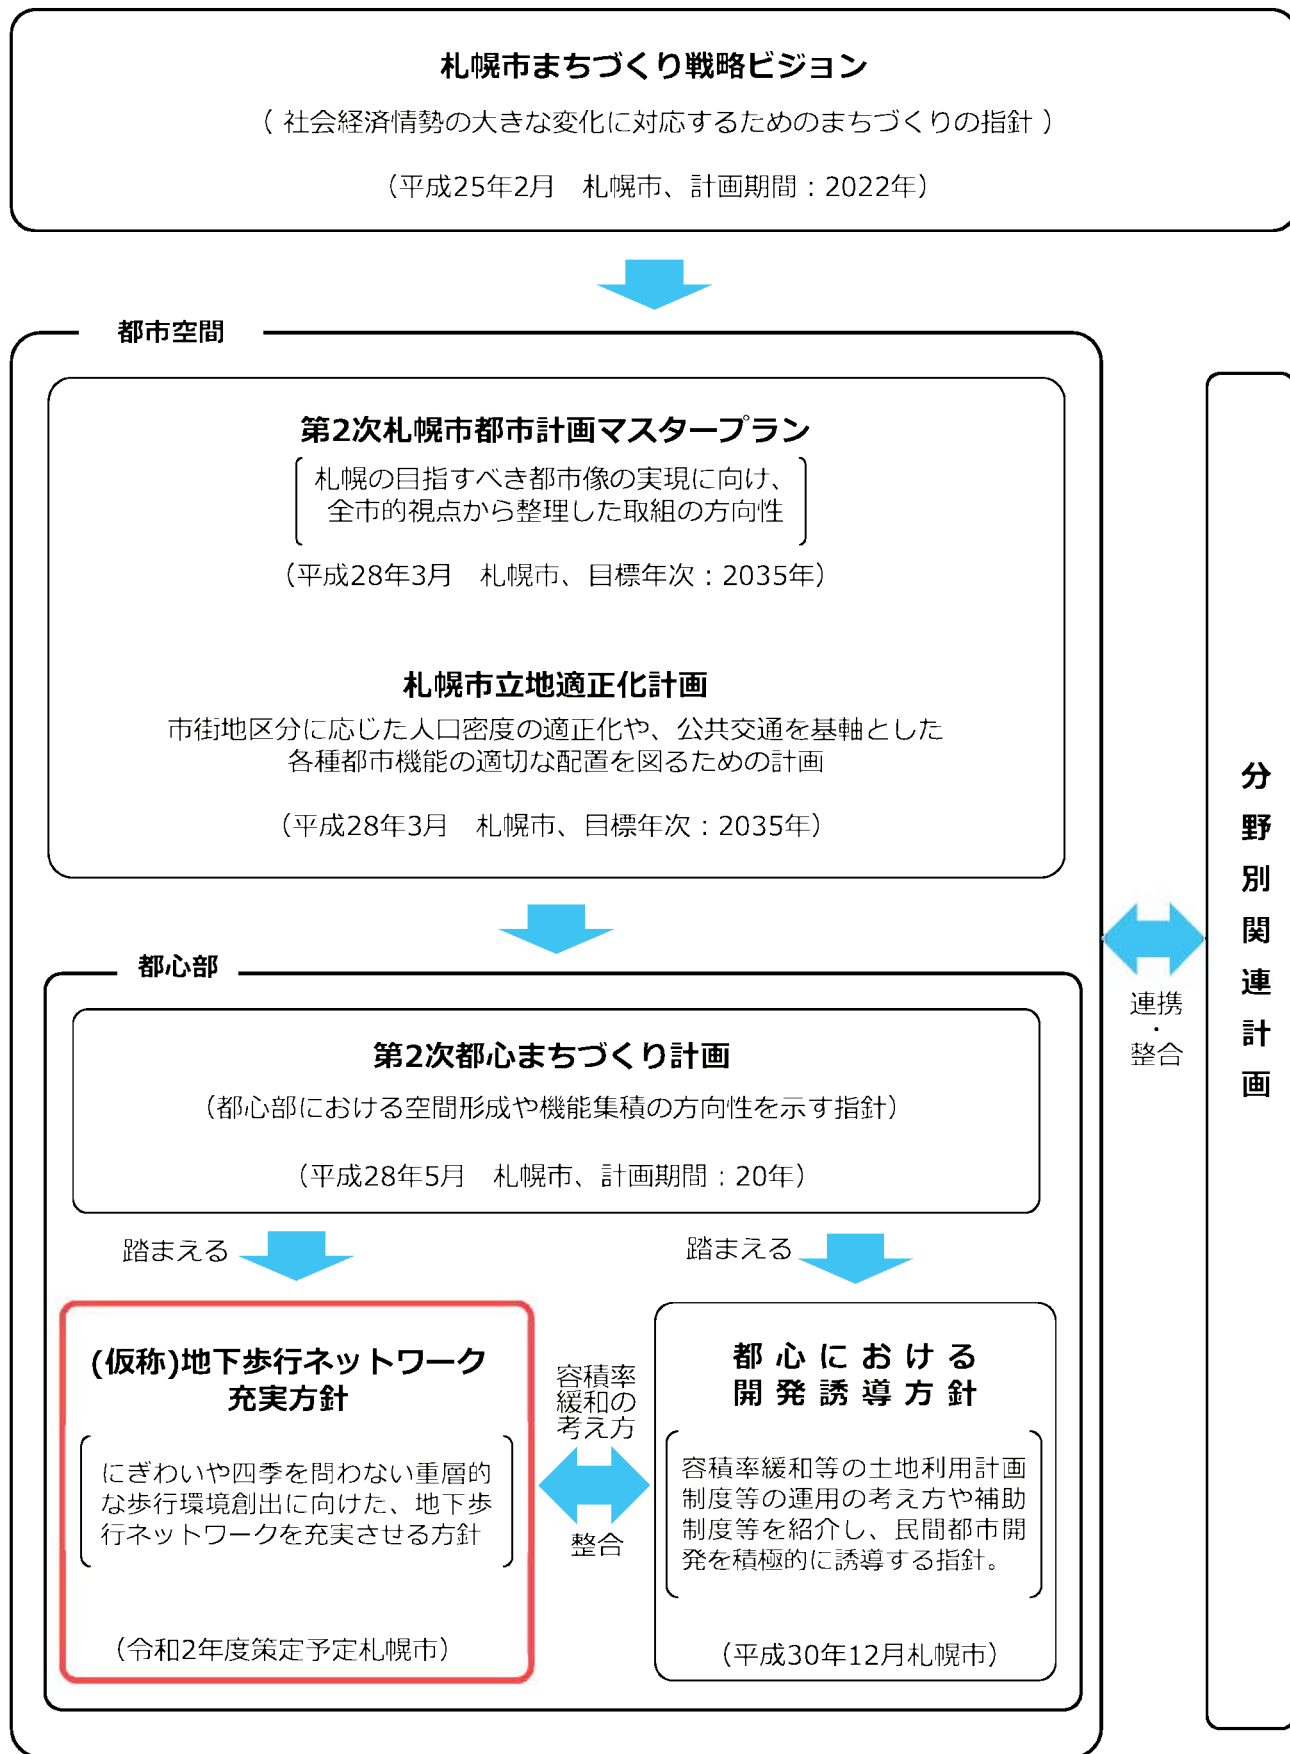 札幌市まちづくり戦略ビジョン
（ 社会経済情勢の大きな変化に対応するためのまちづくりの指針 ）
（平成25年2月　札幌市、計画期間：2022年）
都市空間
第2次札幌市都市計画マスタープラン
札幌の目指すべき都市像の実現に向け、
全市的視点から整理した取組の方向性
（平成28年3月　札幌市、目標年次：2035年）
札幌市立地適正化計画
市街地区分に応じた人口密度の適正化や、公共交通を基軸とした
各種都市機能の適切な配置を図るための計画
（平成28年3月　札幌市、目標年次：2035年）
都心部
第2次都心まちづくり計画
（都心部における空間形成や機能集積の方向性を示す指針）
（平成28年5月　札幌市、計画期間：20年）
踏まえる
踏まえる
(仮称)地下歩行ネットワーク
充実方針
にぎわいや四季を問わない重層的
な歩行環境創出に向けた、地下歩
行ネットワークを充実させる方針
（令和2年度策定予定札幌市）
容積率
緩和の
考え方
整合
都心における
開発誘導方針
容積率緩和等の土地利用計画
制度等の運用の考え方や補助
制度等を紹介し、民間都市開
発を積極的に誘導する指針。
（平成30年12月札幌市）
連携
・
整合
分野別関連計画